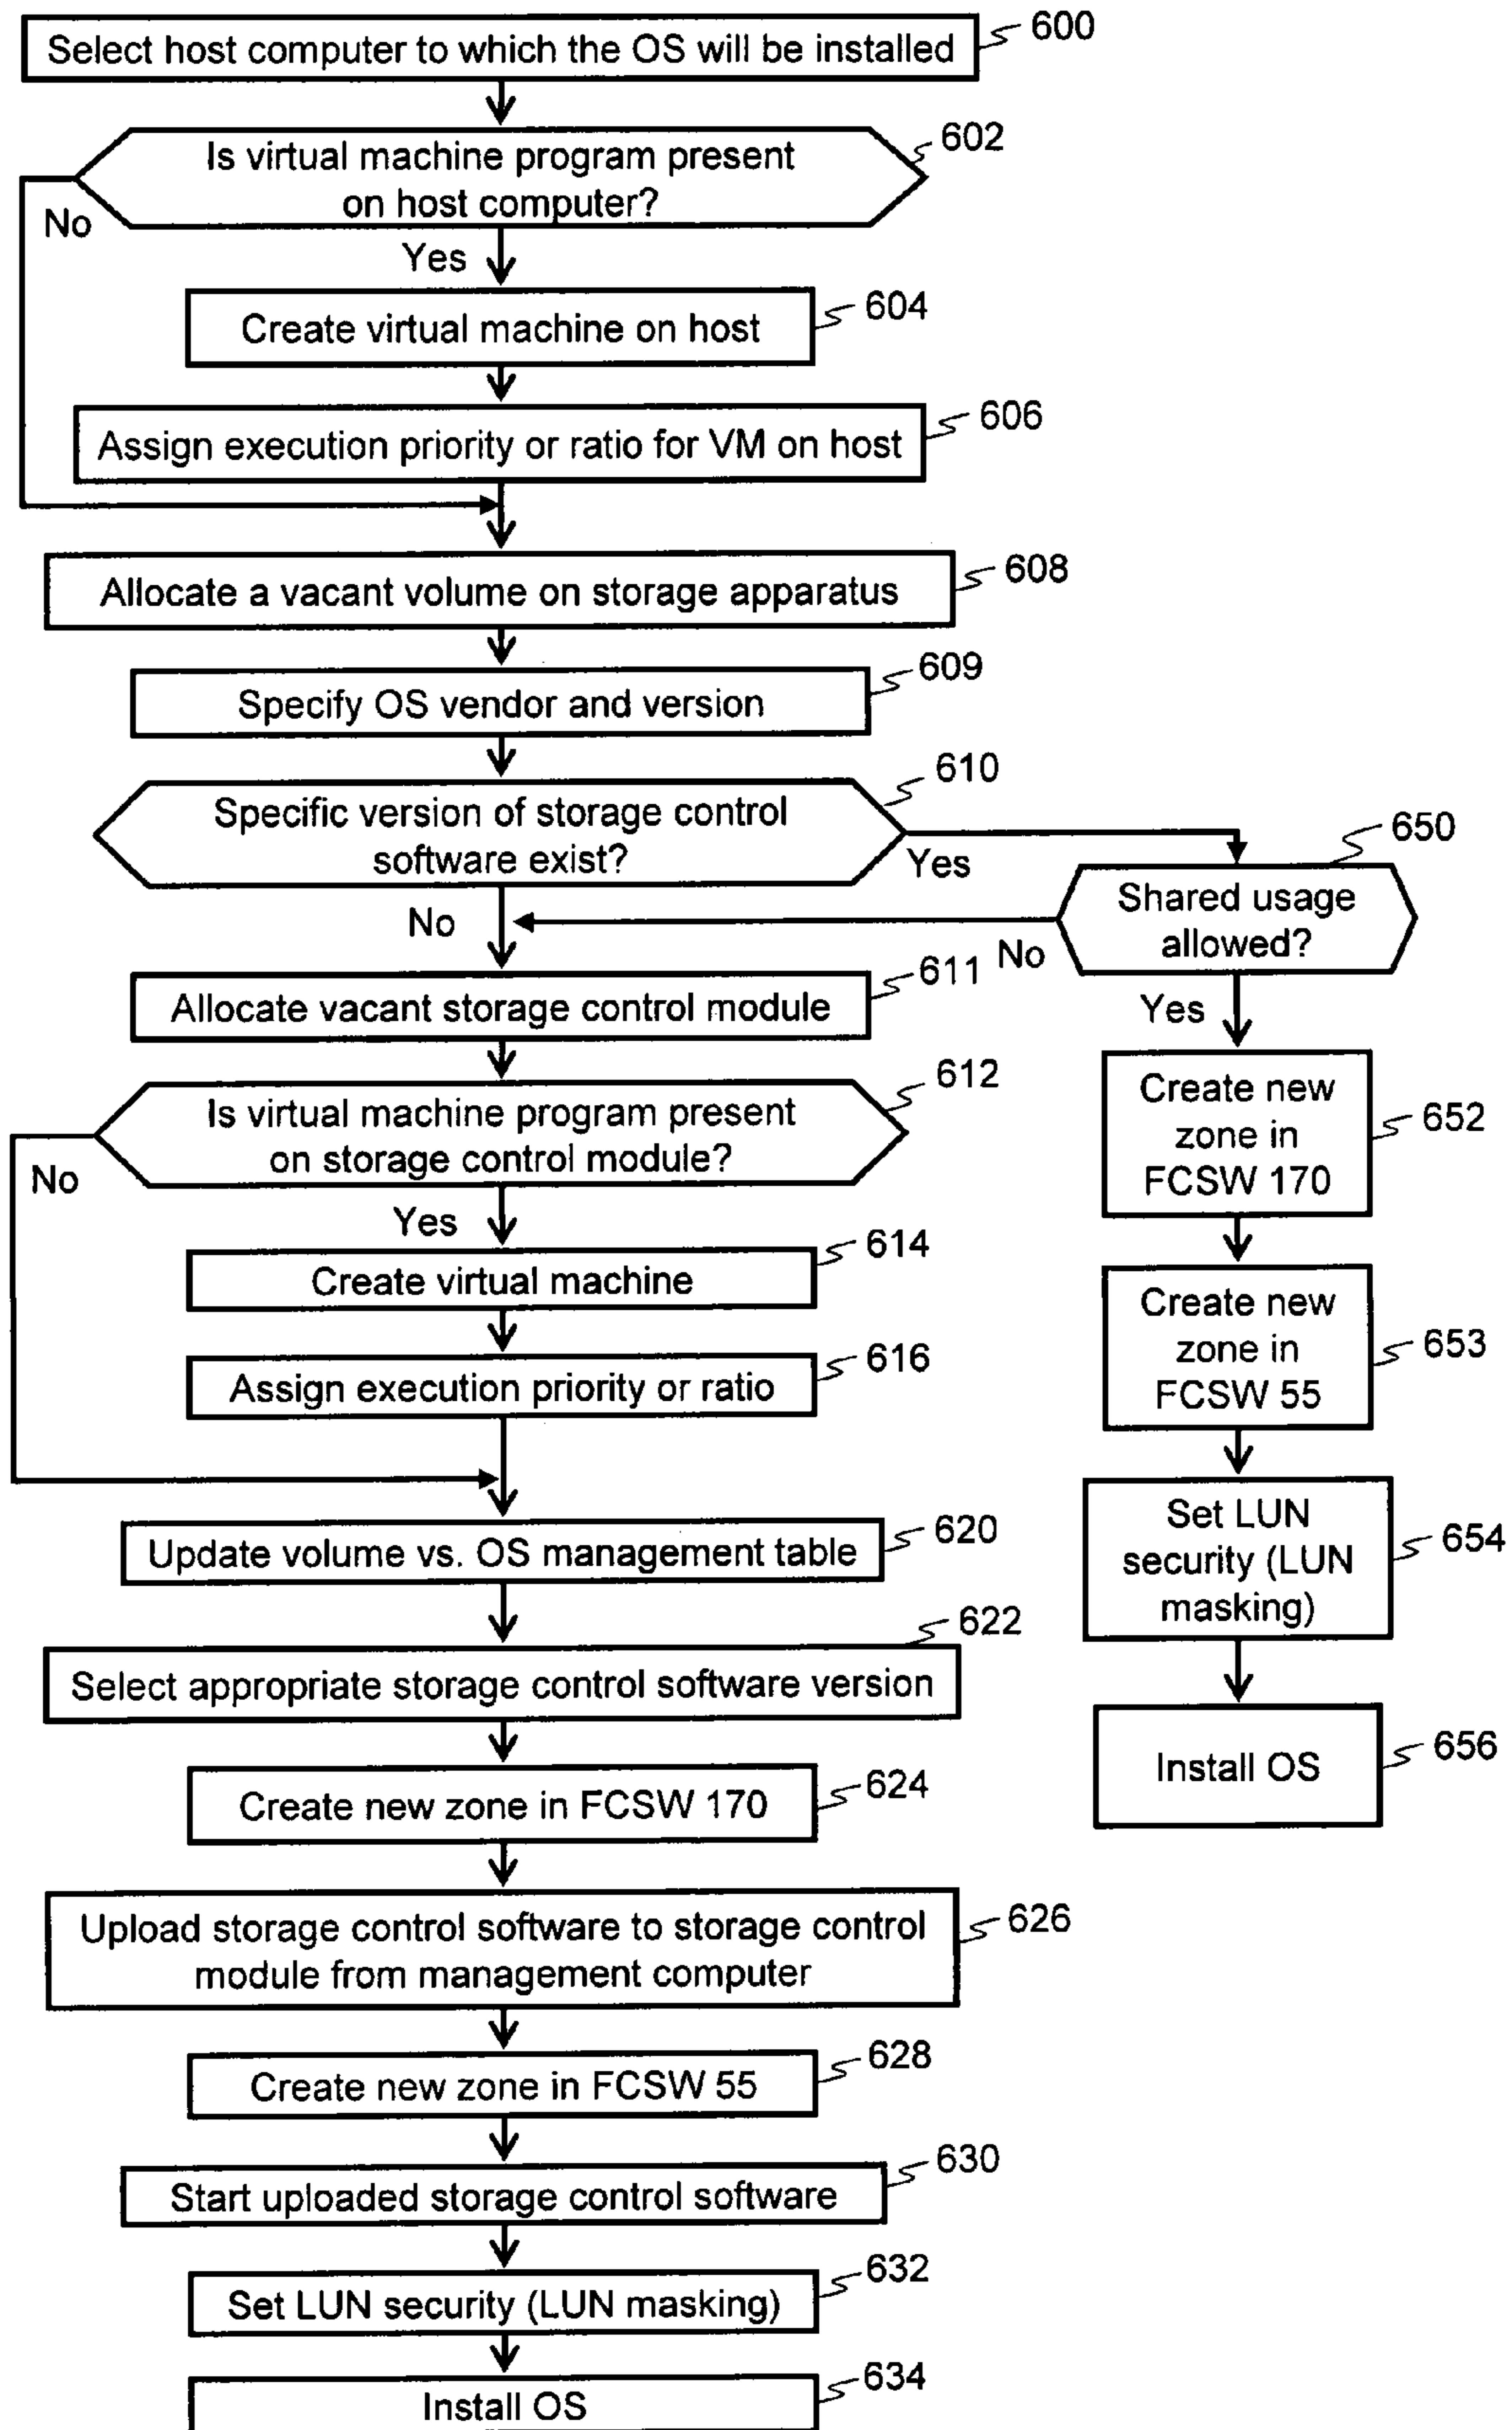 Select host computer to which the OS will be installed
600
Is virtual machine program present
on host computer?
602
No
Yes
Create virtual machine on host
604
Assign execution priority or ratio for VM on host
606
Allocate a vacant volume on storage apparatus
608
Specify OS vendor and version
609
Specific version of storage control
software exist?
610
Yes
No
Shared usage
allowed?
650
No
Yes
Allocate vacant storage control module
611
Is virtual machine program present
on storage control module?
612
No
Yes
Create virtual machine
614
Assign execution priority or ratio
616
Update volume vs. OS management table
620
Select appropriate storage control software version
622
Create new zone in FCSW 170
624
Upload storage control software to storage control
module from management computer
626
Create new zone in FCSW 55
628
Start uploaded storage control software
630
Set LUN security (LUN masking)
632
Install OS
634
Create new
zone in
FCSW 170
652
Create new
zone in
FCSW 55
653
Set LUN
security (LUN
masking)
654
Install OS
656